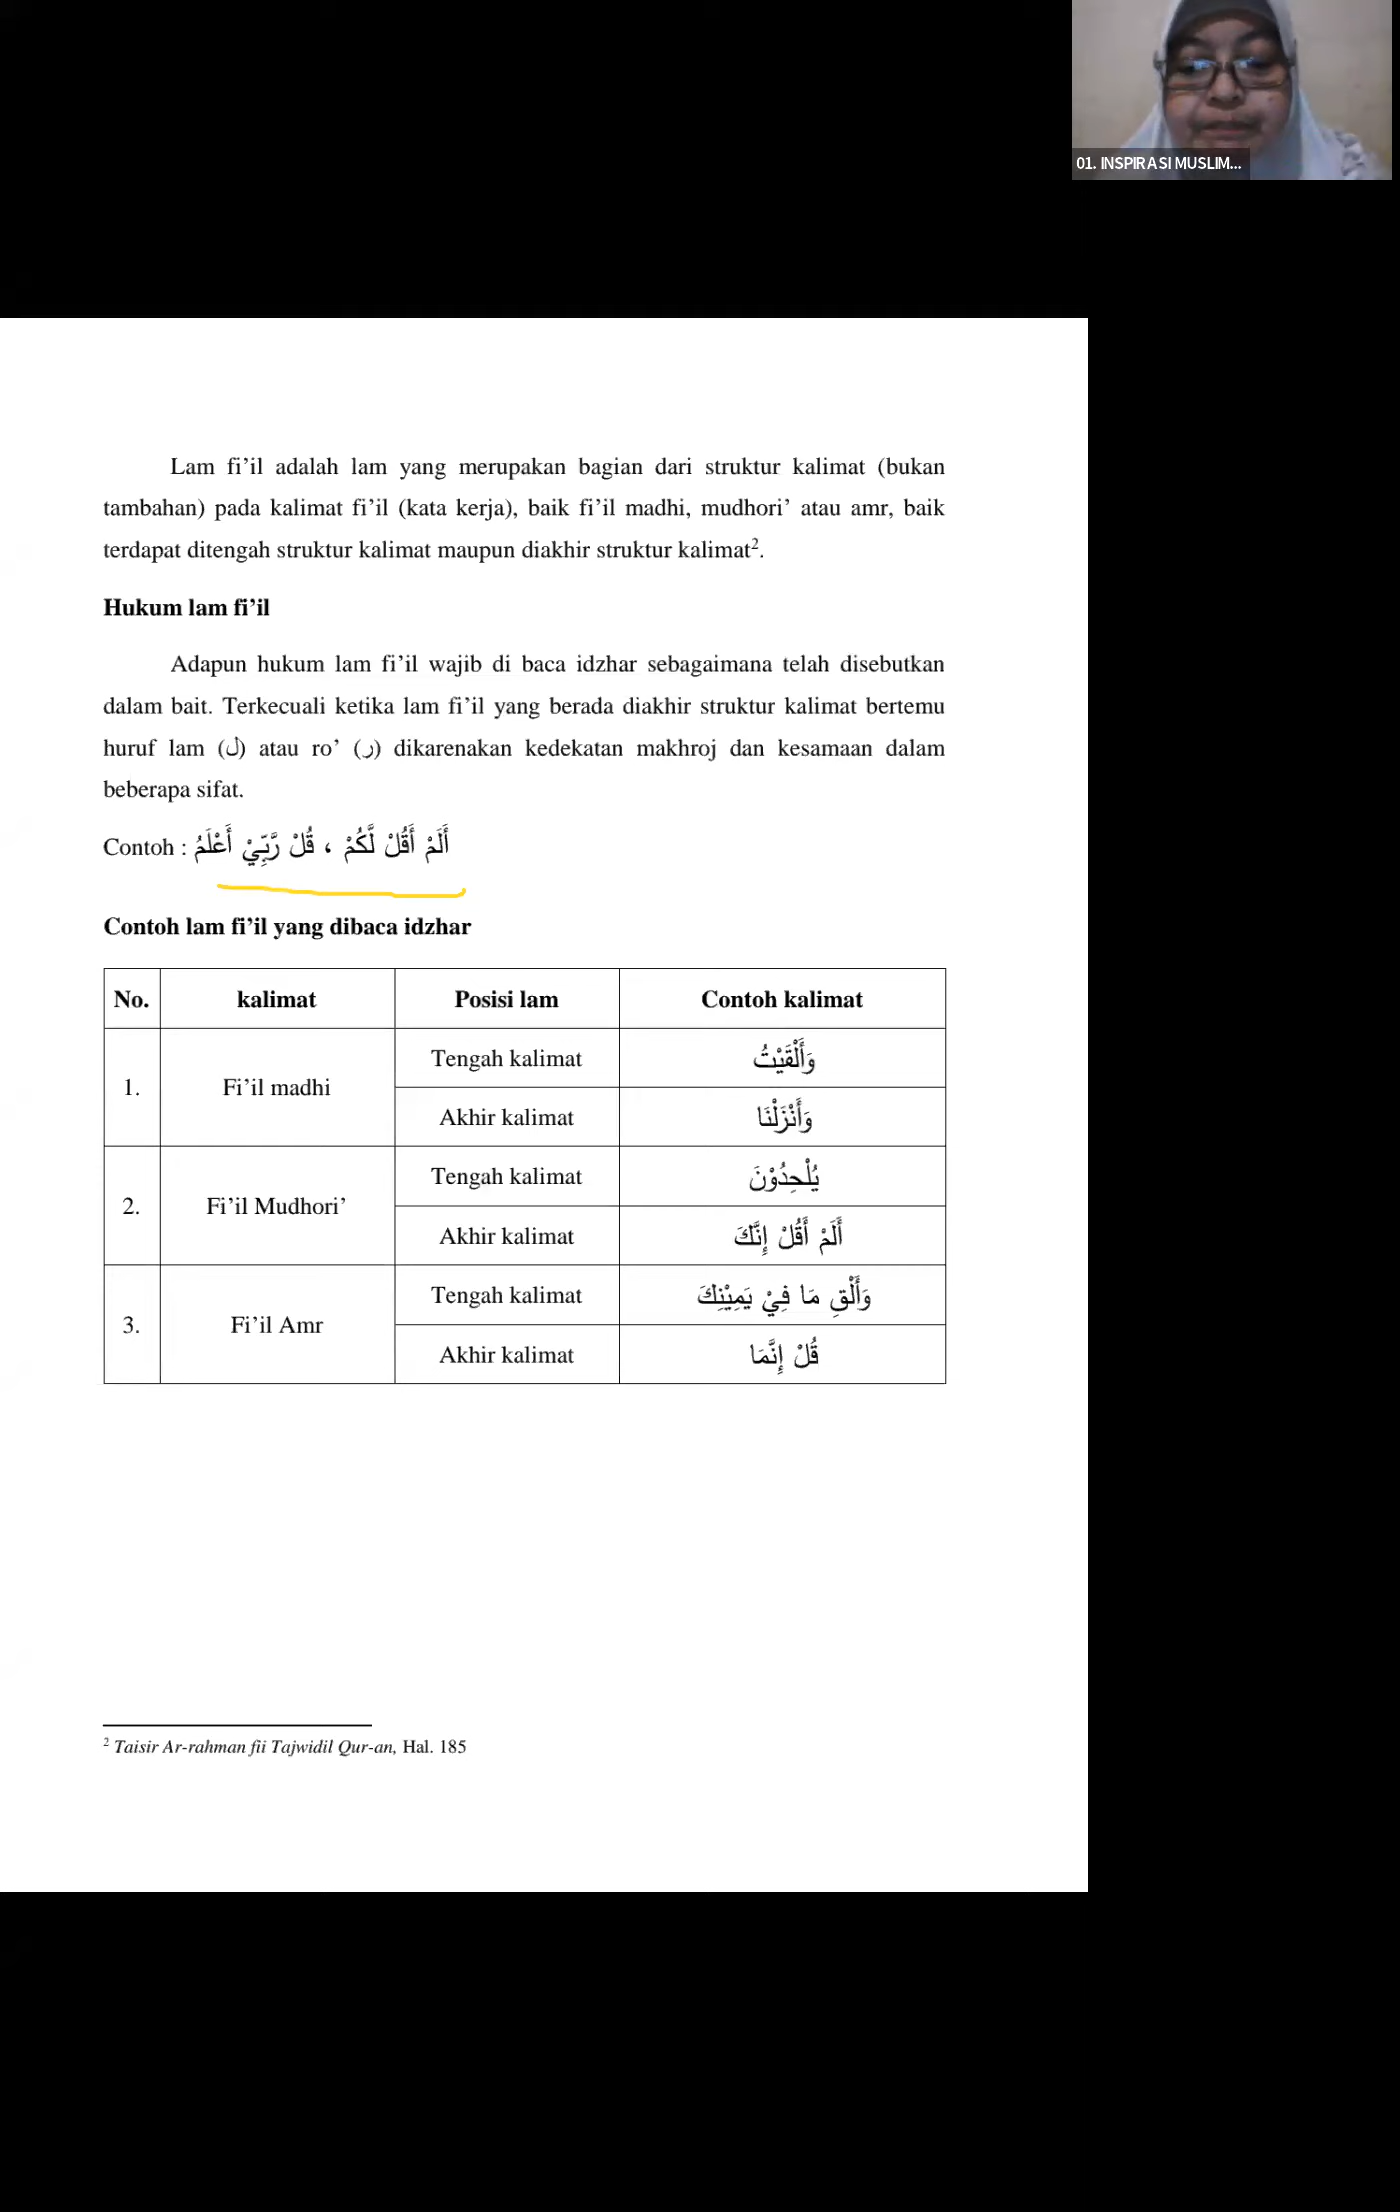 01. INSPIRASI MUSLIM...
Lam fi’il adalah lam yang merupakan bagian dari struktur kalimat (bukan
tambahan) pada kalimat fi’il (kata kerja), baik fi’il madhi, mudhori’ atau amr, baik
terdapat ditengah struktur kalimat maupun diakhir struktur kalimat².
Hukum lam fi’il
Adapun hukum lam fi’il wajib di baca idzhar sebagaimana telah disebutkan
dalam bait. Terkecuali ketika lam fi’il yang berada diakhir struktur kalimat bertemu
huruf lam (ل) atau ro’ (ر) dikarenakan kedekatan makhroj dan kesamaan dalam
beberapa sifat.
Contoh : أَلَمْ أَقُلْ لَّكُمْ ، قُلْ رَّبِّيْ أَعْلَمُ
Contoh lam fi’il yang dibaca idzhar
No. kalimat Posisi lam Contoh kalimat
1. Fi’il madhi Tengah kalimat وَأَلْقَيْتُ
Akhir kalimat وَأَنْزَلْنَا
2. Fi’il Mudhori’ Tengah kalimat يُلْحِدُوْنَ
Akhir kalimat أَلَمْ أَقُلْ إِنَّكَ
3. Fi’il Amr Tengah kalimat وَأَلْقِ مَا فِيْ يَمِيْنِكَ
Akhir kalimat قُلْ إِنَّمَا
² Taisir Ar-rahman fii Tajwidil Qur-an, Hal. 185